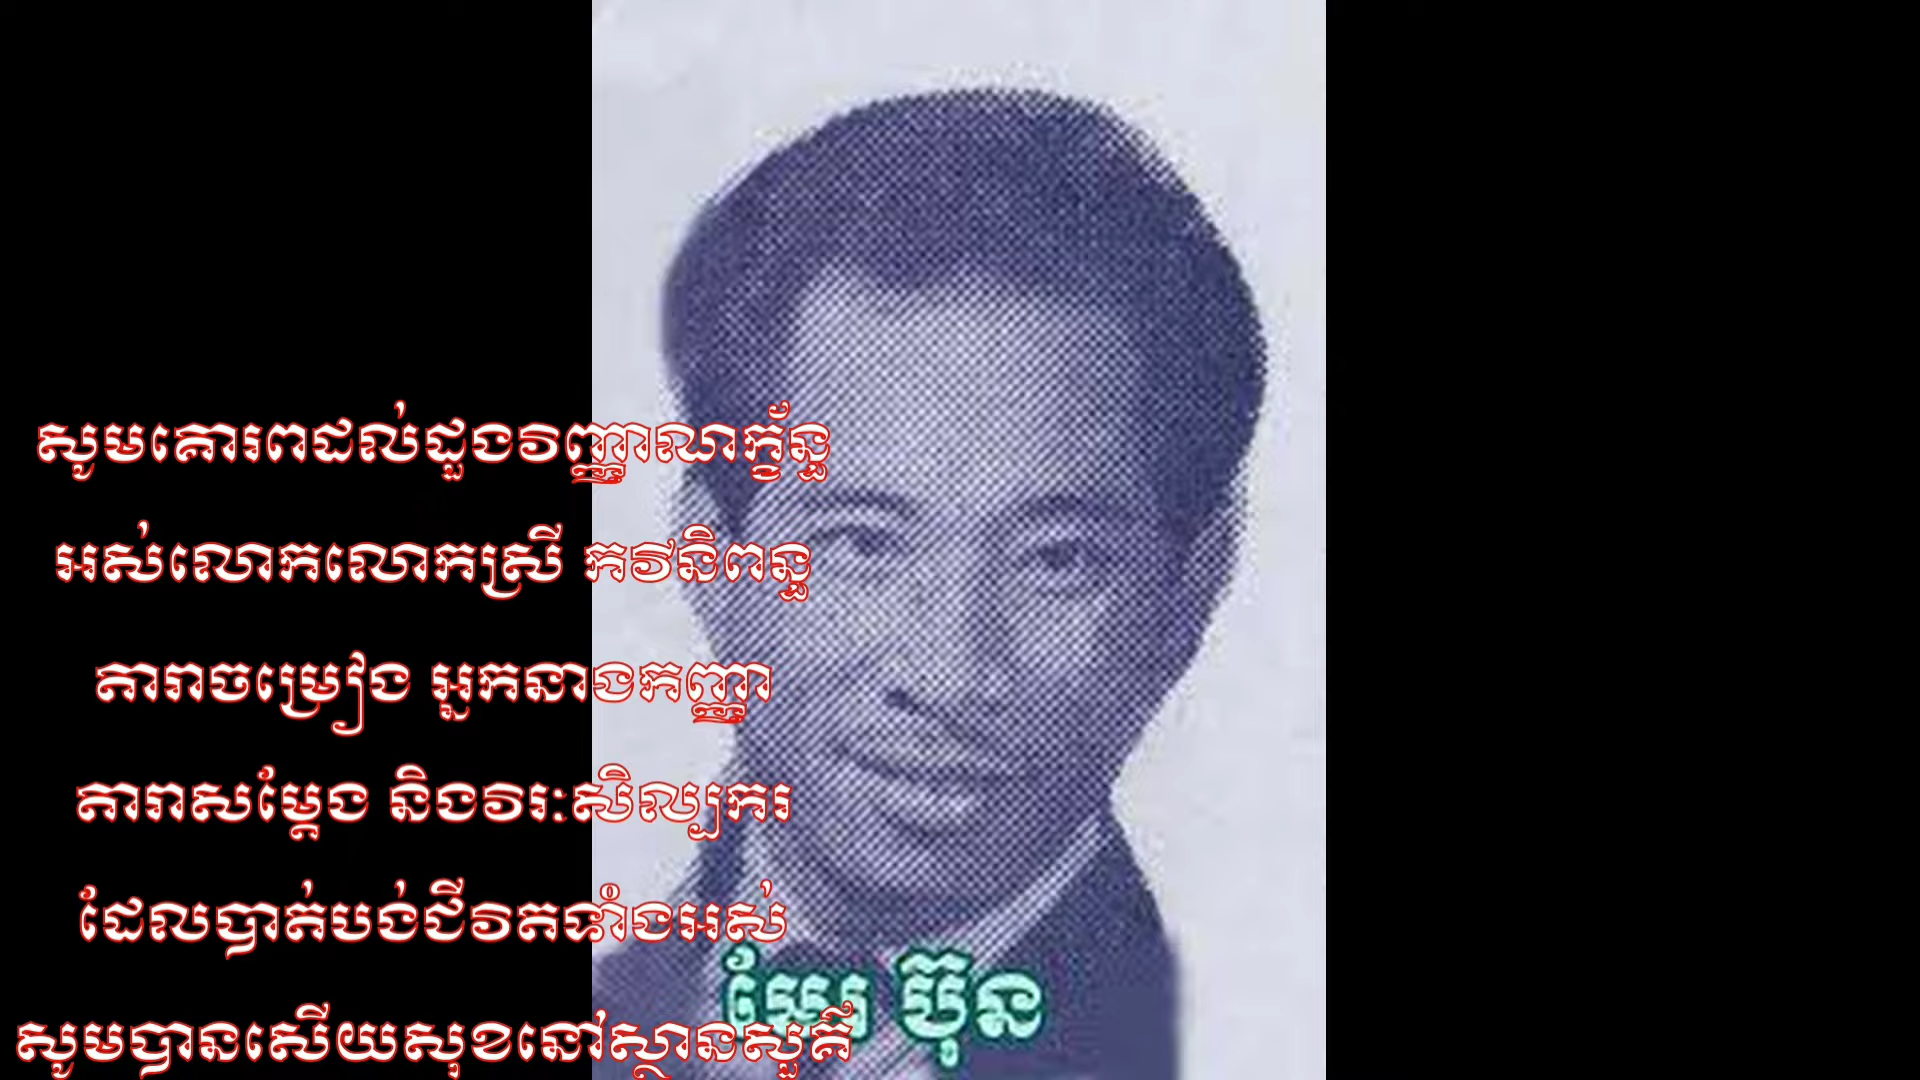 សូមគោរពដល់ដួងវិញ្ញាណក្ខ័ន្ធ
អស់លោកលោកស្រី កវីនិពន្ធ
តារាចម្រៀង អ្នកនាងកញ្ញា
តារាសម្ដែង និងវិរៈសិល្បករ
ដែលបាត់បង់ជីវិតទាំងអស់
ម៉ែរ ប៊ុន
សូមបានសើយសុខនៅស្ថានសួគ៌